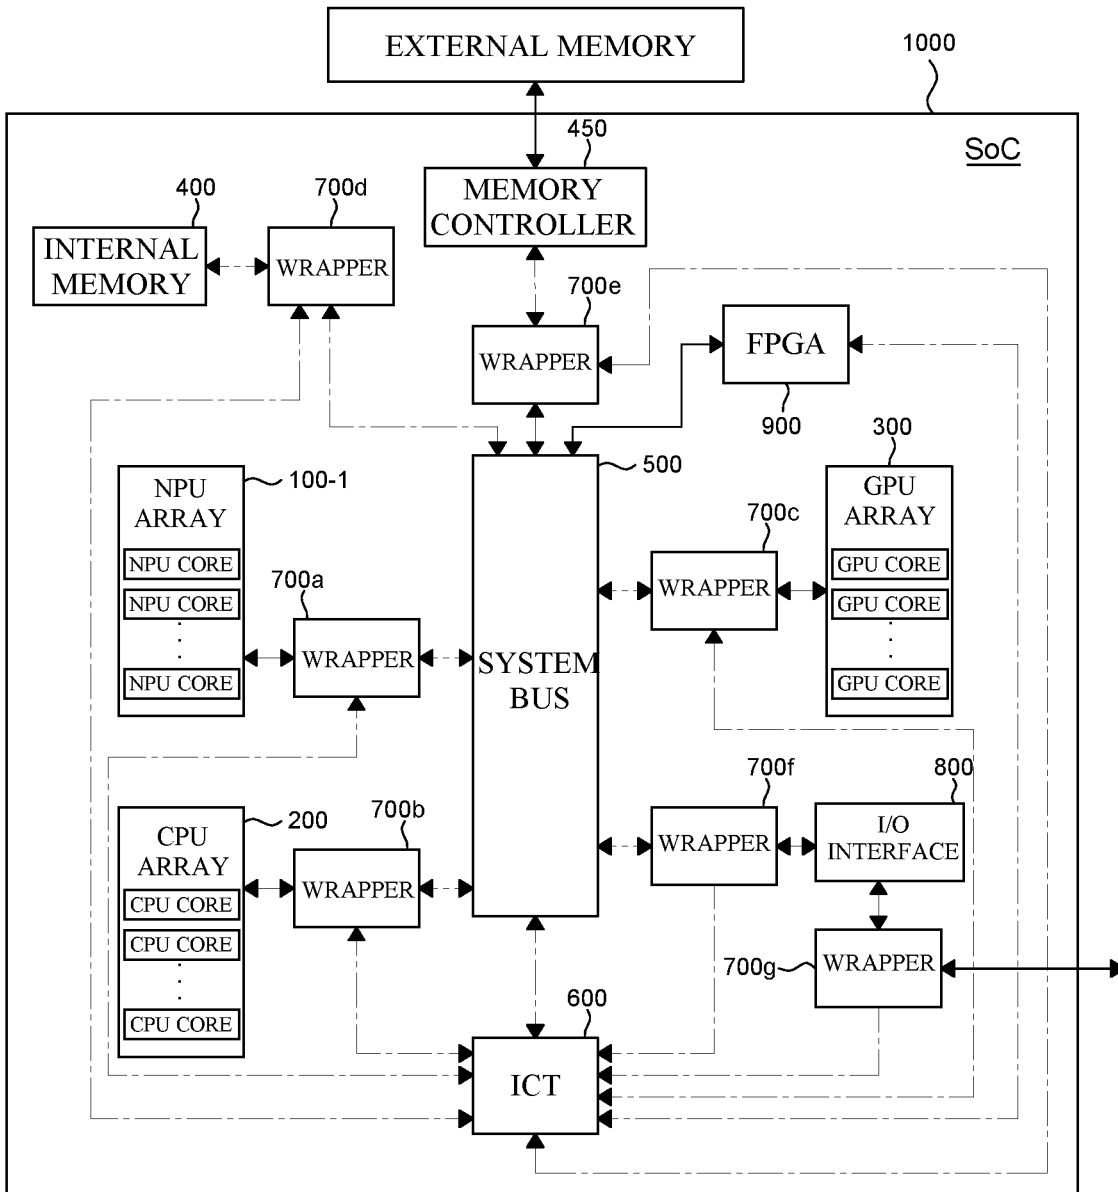 EXTERNAL MEMORY
1000
SoC
450
MEMORY
CONTROLLER
400
700d
INTERNAL
MEMORY
WRAPPER
700e
WRAPPER
FPGA
900
300
500
100-1
NPU
ARRAY
NPU CORE
NPU CORE
NPU CORE
700a
WRAPPER
SYSTEM
BUS
700c
WRAPPER
GPU
ARRAY
GPU CORE
GPU CORE
GPU CORE
200
CPU
ARRAY
CPU CORE
CPU CORE
CPU CORE
700b
WRAPPER
700f
WRAPPER
800
I/O
INTERFACE
700g
WRAPPER
600
ICT